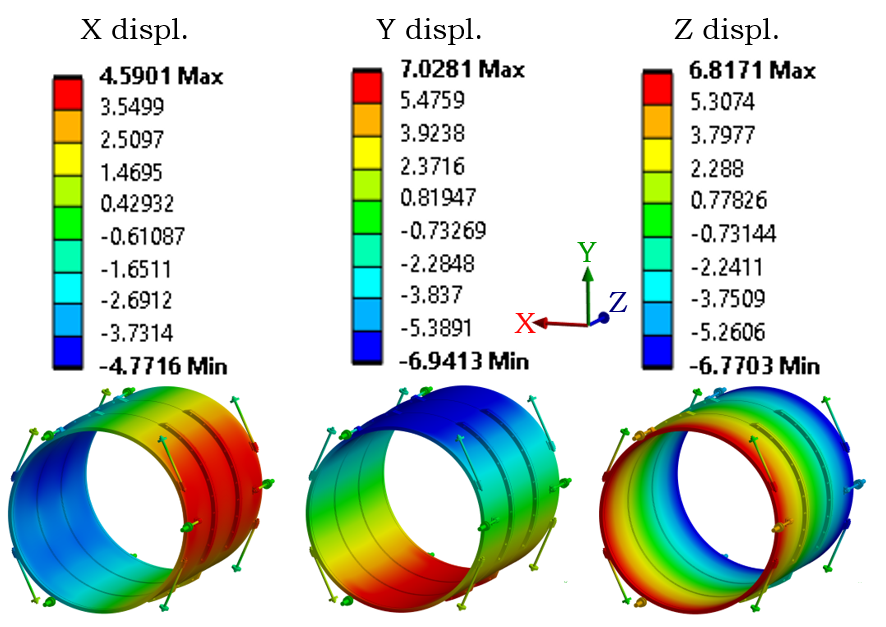 X displ.
Y displ.
Z displ.
4.5901 Max
3.5499
2.5097
1.4695
0.42932
-0.61087
-1.6511
-2.6912
-3.7314
-4.7716 Min
7.0281 Max
5.4759
3.9238
2.3716
0.81947
-0.73269
-2.2848
-3.837
-5.3891
-6.9413 Min
Y
Z
X
6.8171 Max
5.3074
3.7977
2.288
0.77826
-0.73144
-2.2411
-3.7509
-5.2606
-6.7703 Min